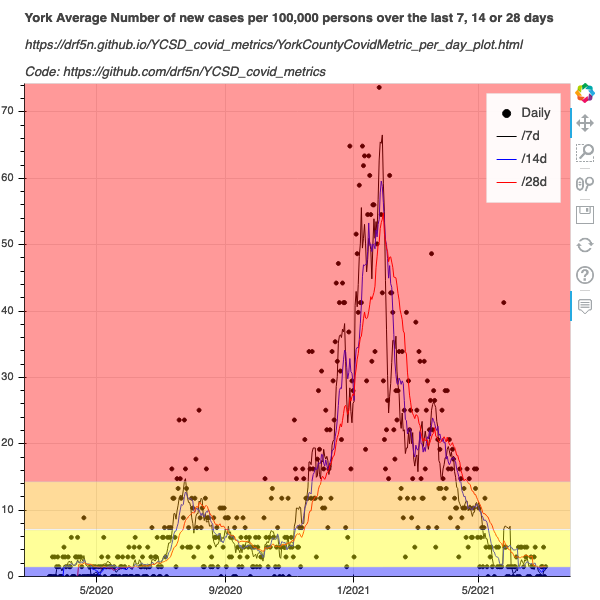 York Average Number of new cases per 100,000 persons over the last 7, 14 or 28 days
https://drf5n.github.io/YCSD_covid_metrics/YorkCountyCovidMetric_per_day_plot.html
Code: https://github.com/drf5n/YCSD_covid_metrics
Daily
/7d
/14d
/28d
70
60
50
40
30
20
10
0
5/2020 9/2020 1/2021 5/2021